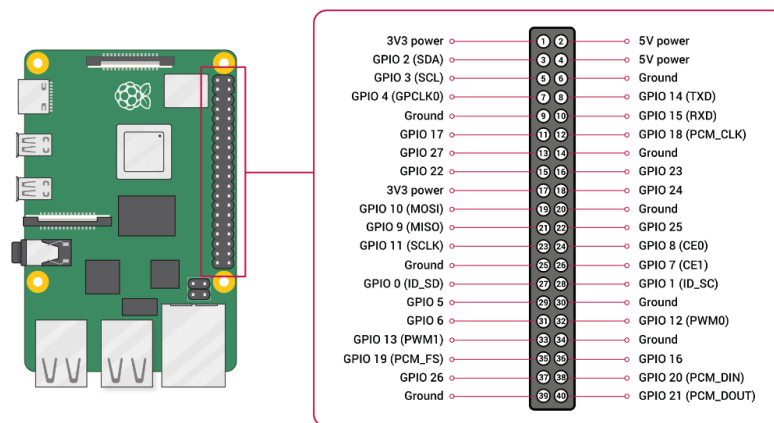 3V3 power 1 2 5V power
GPIO 2 (SDA) 3 4 5V power
GPIO 3 (SCL) 5 6 Ground
GPIO 4 (GPCLK0) 7 8 GPIO 14 (TXD)
Ground 9 10 GPIO 15 (RXD)
GPIO 17 11 12 GPIO 18 (PCM_CLK)
GPIO 27 13 14 Ground
GPIO 22 15 16 GPIO 23
3V3 power 17 18 GPIO 24
GPIO 10 (MOSI) 19 20 Ground
GPIO 9 (MISO) 21 22 GPIO 25
GPIO 11 (SCLK) 23 24 GPIO 8 (CE0)
Ground 25 26 GPIO 7 (CE1)
GPIO 0 (ID_SD) 27 28 GPIO 1 (ID_SC)
GPIO 5 29 30 Ground
GPIO 6 31 32 GPIO 12 (PWM0)
GPIO 13 (PWM1) 33 34 Ground
GPIO 19 (PCM_FS) 35 36 GPIO 16
GPIO 26 37 38 GPIO 20 (PCM_DIN)
Ground 39 40 GPIO 21 (PCM_DOUT)